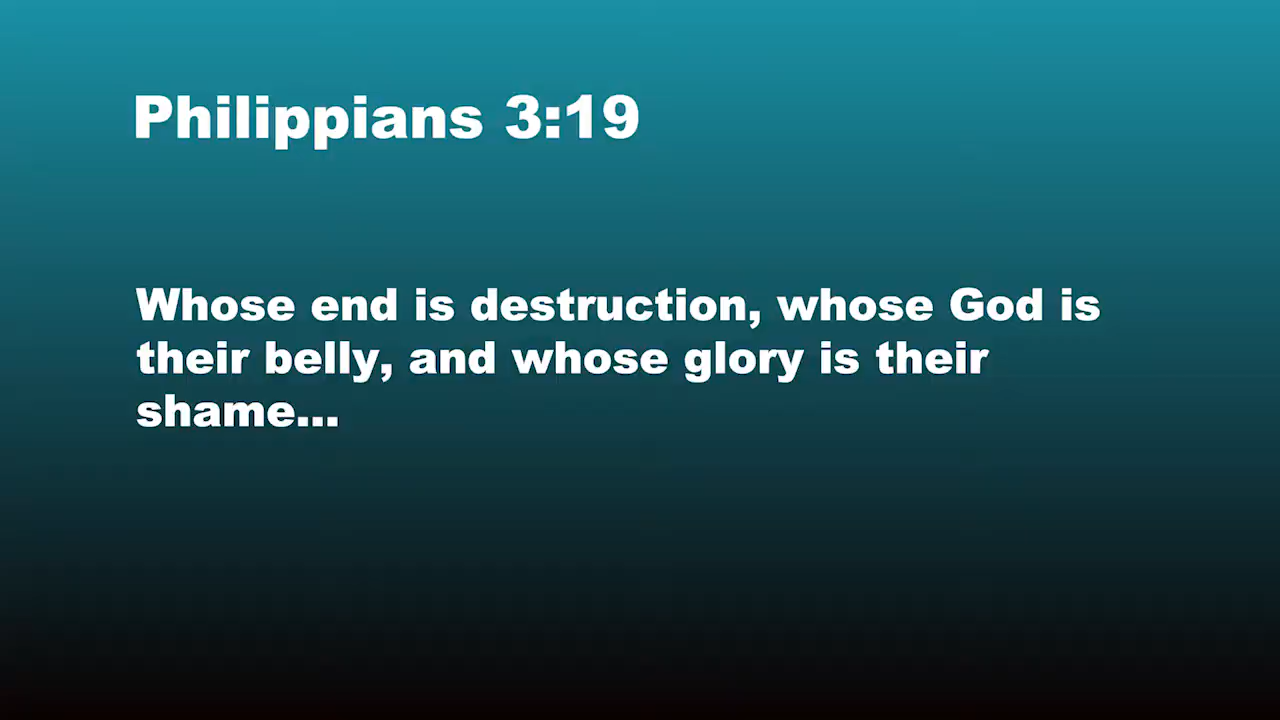 Philippians 3:19
Whose end is destruction, whose God is
their belly, and whose glory is their
shame...